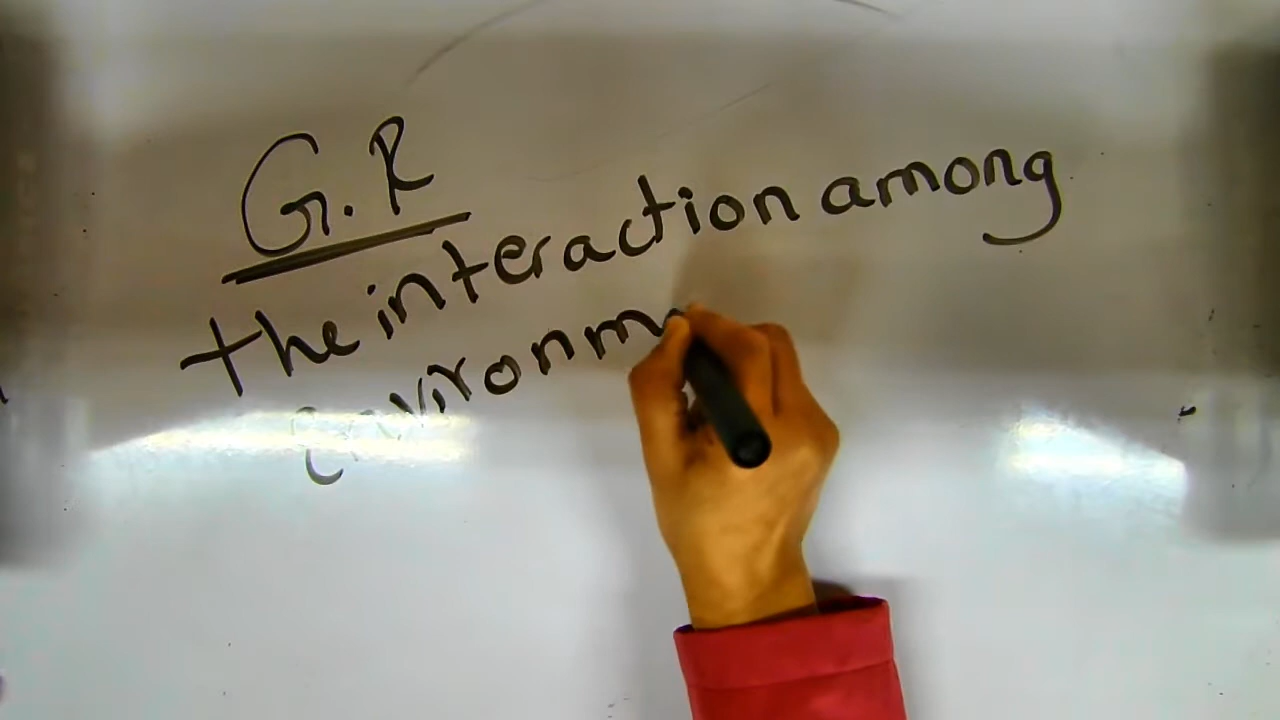 G.R
the interaction among
environm